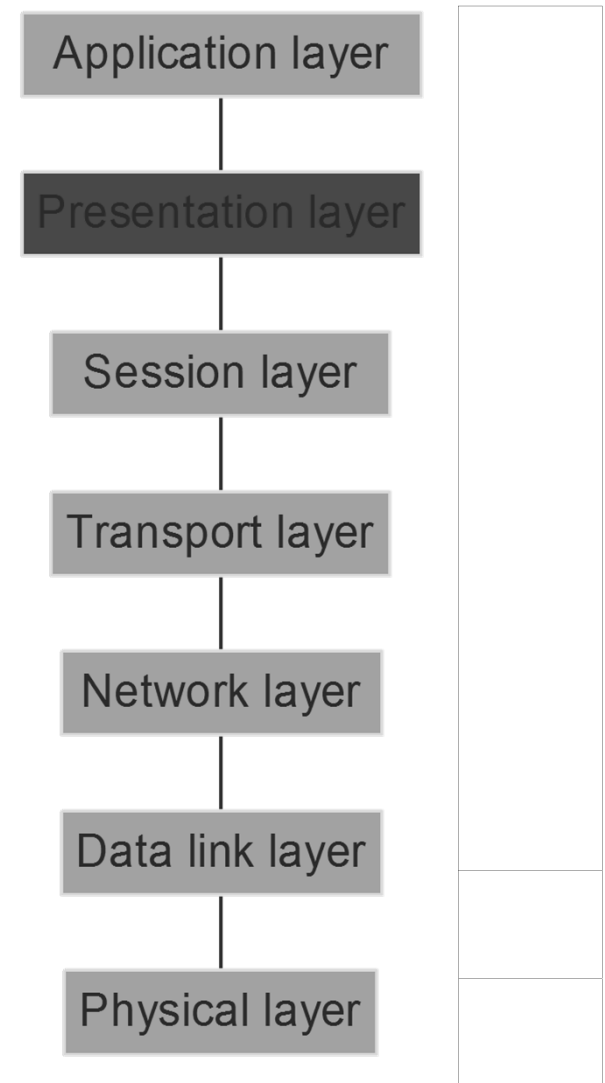 Application layer
Presentation layer
Session layer
Transport layer
Network layer
Data link layer
Physical layer